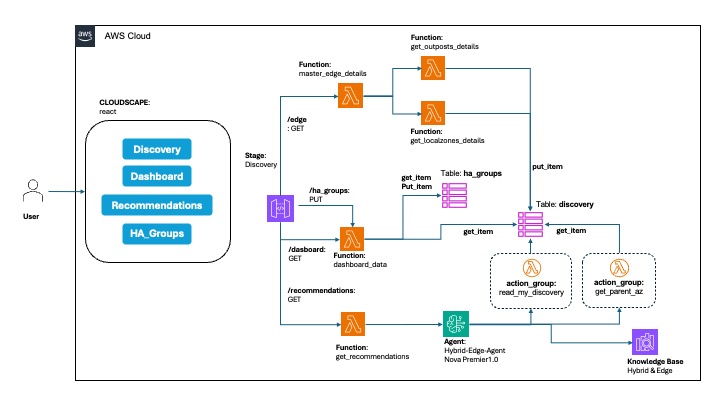 aws
AWS Cloud
Function:
get_outposts_details
Function:
master_edge_details
CLOUDSCAPE:
react
/edge
: GET
Function:
get_localzones_details
Discovery
Dashboard
Recommendations
HA_Groups
User
Stage:
Discovery
/ha_groups:
PUT
get_item
Put_item
Table: ha_groups
put_item
Table: discovery
get_item
get_item
/dasboard:
GET
Function:
dashboard_data
action_group:
read_my_discovery
action_group:
get_parent_az
/recommendations:
GET
Function:
get_recommendations
Agent:
Hybrid-Edge-Agent
Nova Premier1.0
Knowledge Base
Hybrid & Edge